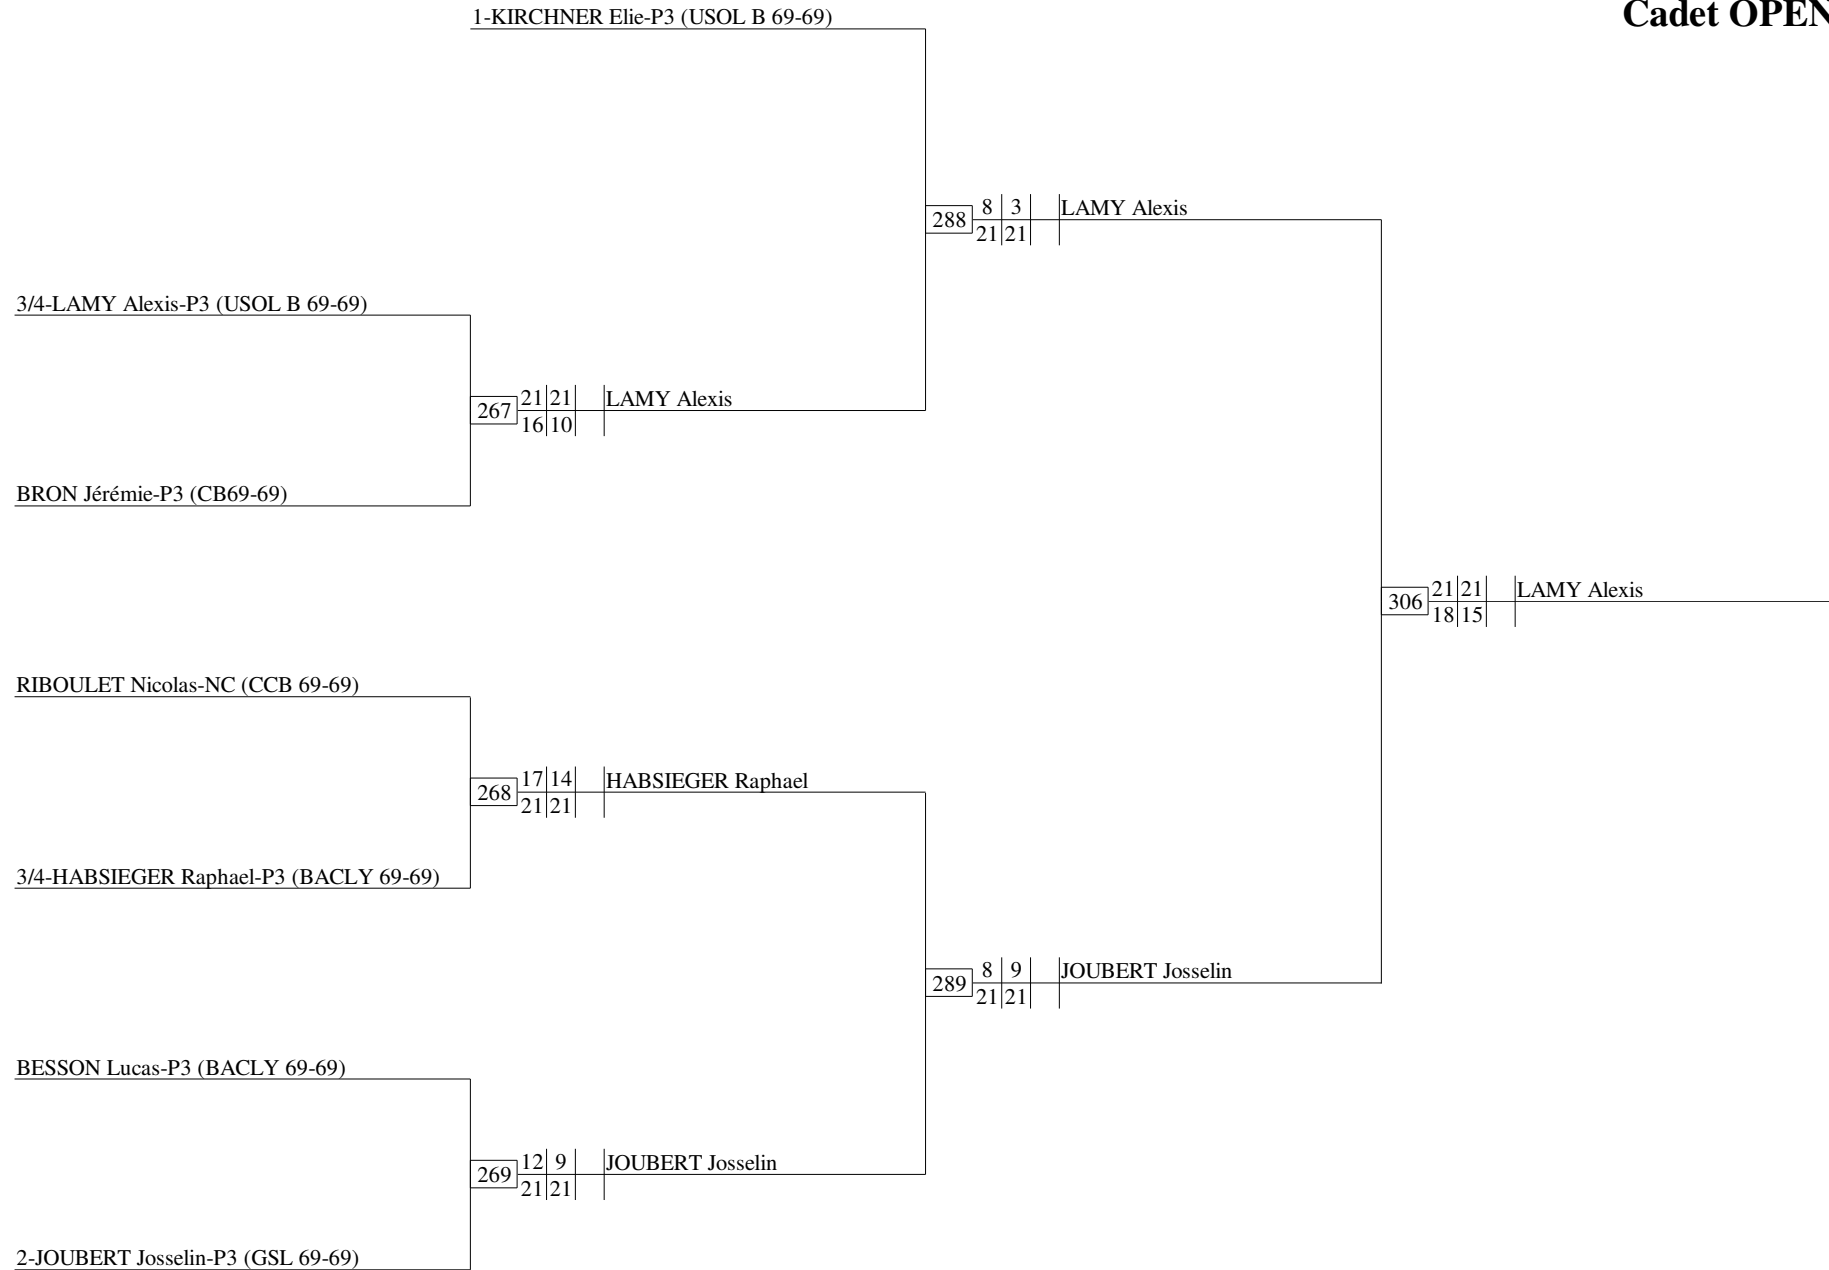 Cadet OPEN
1-KIRCHNER Elie-P3 (USOL B 69-69)
288 8 3 LAMY Alexis
21 21
3/4-LAMY Alexis-P3 (USOL B 69-69)
267 21 21 LAMY Alexis
16 10
BRON Jérémie-P3 (CB69-69)
306 21 21 LAMY Alexis
18 15
RIBOULET Nicolas-NC (CCB 69-69)
268 17 14 HABSIEGER Raphael
21 21
3/4-HABSIEGER Raphael-P3 (BACLY 69-69)
289 8 9 JOUBERT Josselin
21 21
BESSON Lucas-P3 (BACLY 69-69)
269 12 9 JOUBERT Josselin
21 21
2-JOUBERT Josselin-P3 (GSL 69-69)